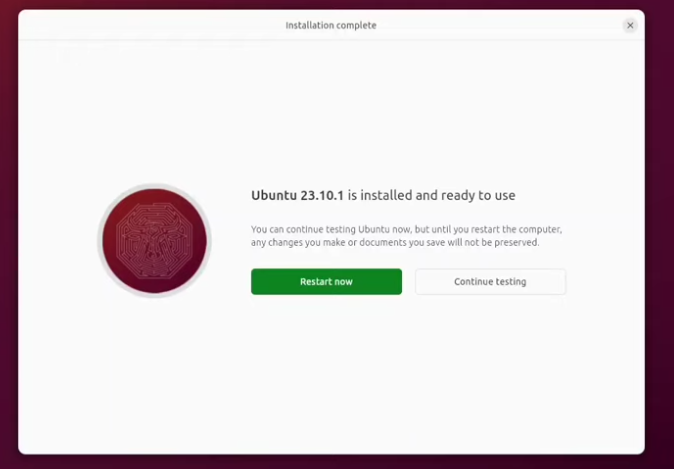 Installation complete
Ubuntu 23.10.1 is installed and ready to use
You can continue testing Ubuntu now, but until you restart the computer,
any changes you make or documents you save will not be preserved.
Restart now
Continue testing